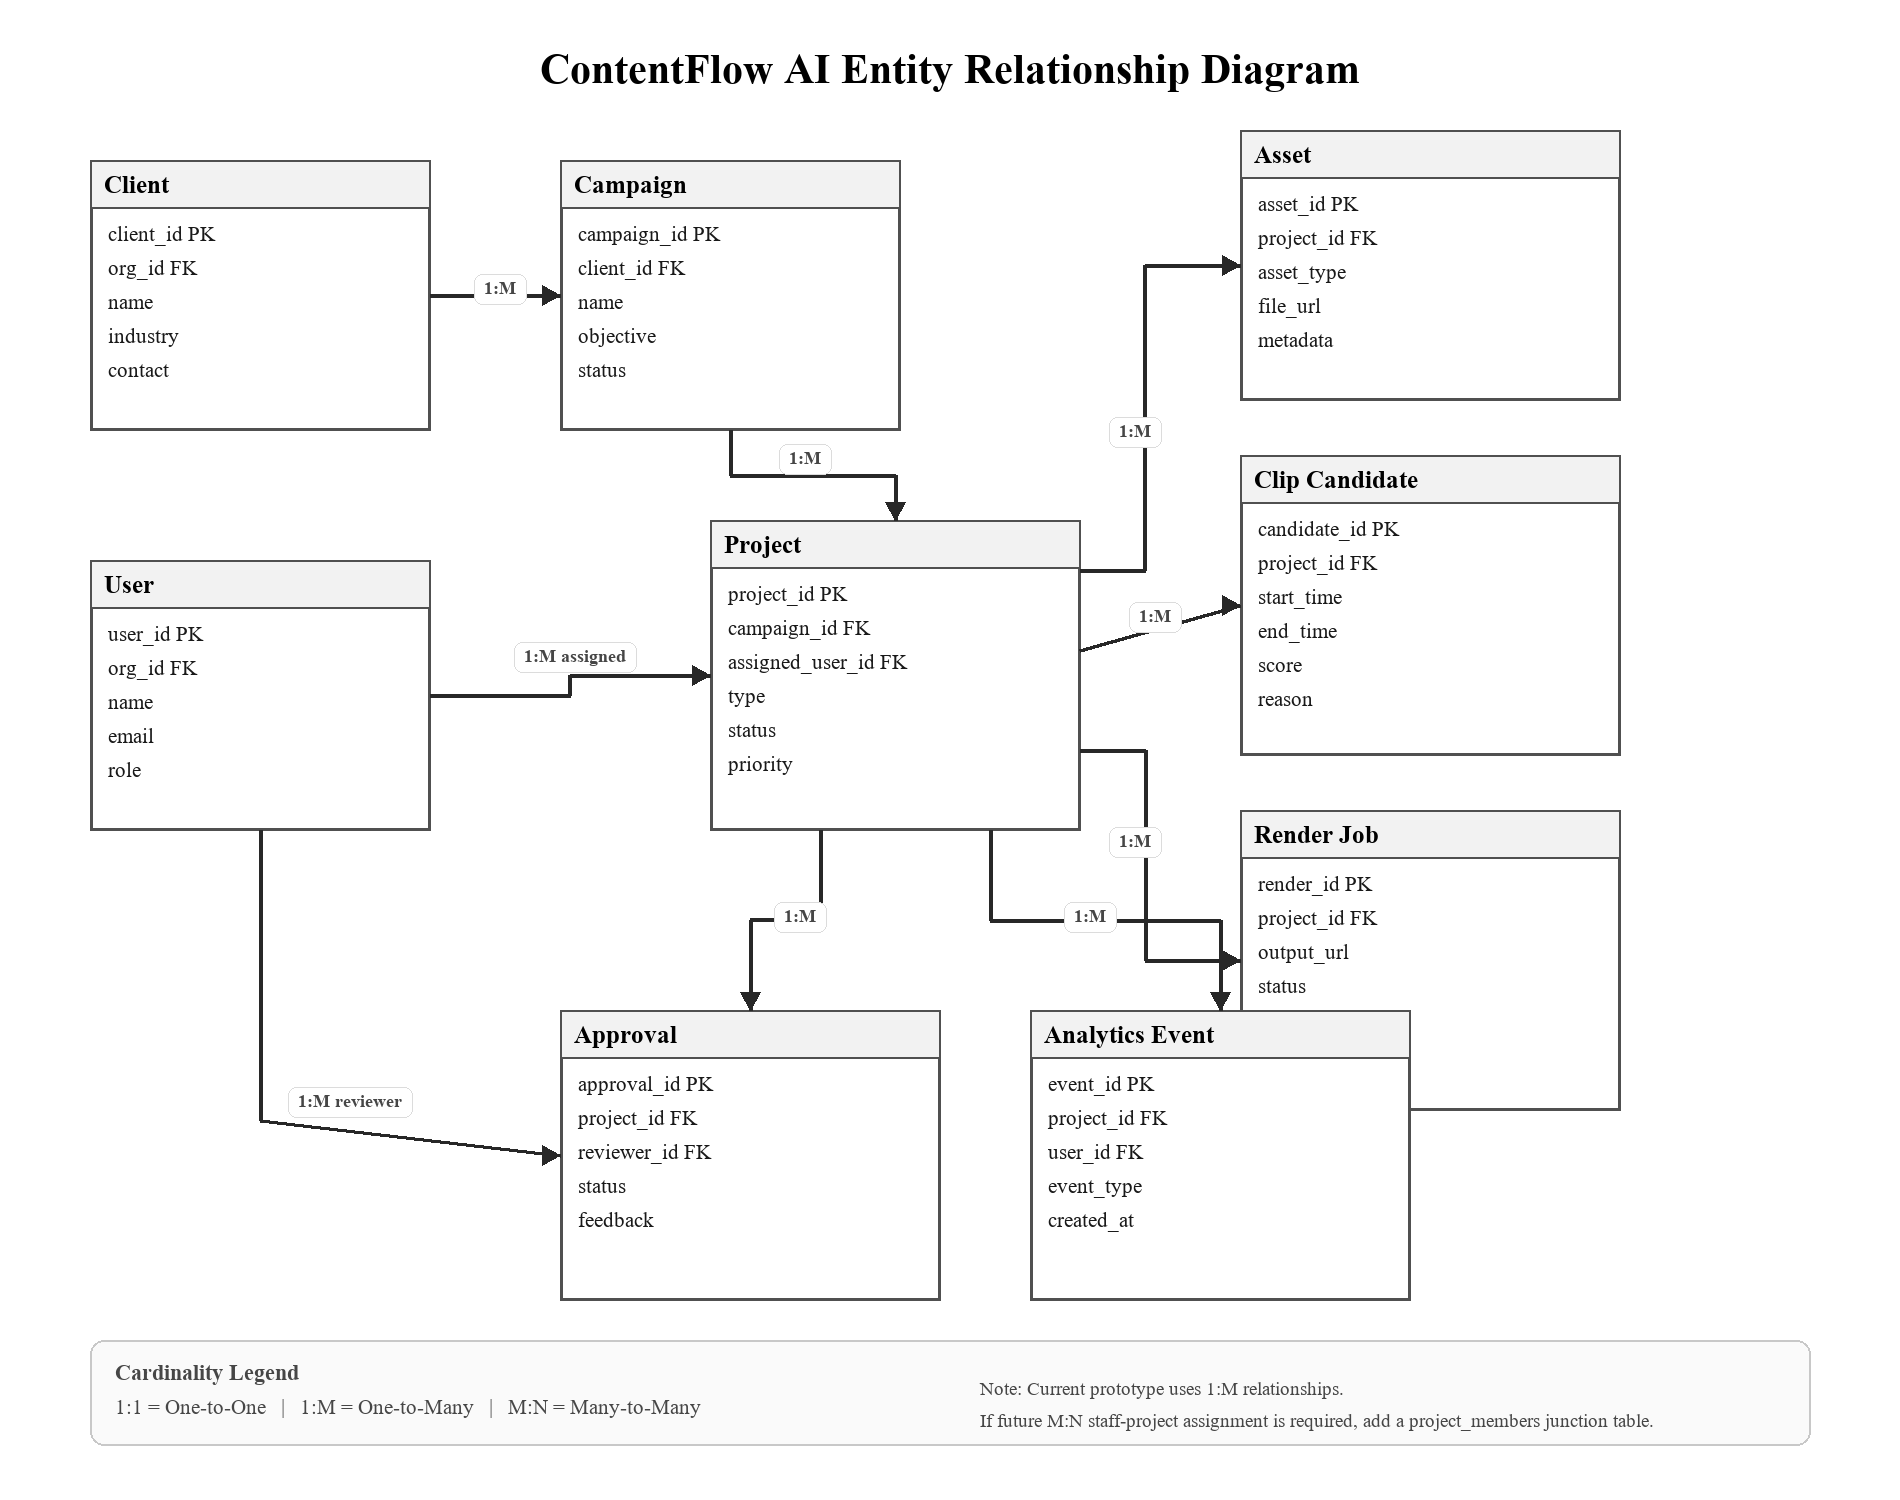 ContentFlow AI Entity Relationship Diagram
Client
client_id PK
org_id FK
name
industry
contact
1:M
Campaign
campaign_id PK
client_id FK
name
objective
status
1:M
Asset
asset_id PK
project_id FK
asset_type
file_url
metadata
1:M
User
user_id PK
org_id FK
name
email
role
1:M assigned
Project
project_id PK
campaign_id FK
assigned_user_id FK
type
status
priority
1:M
Clip Candidate
candidate_id PK
project_id FK
start_time
end_time
score
reason
1:M
Render Job
render_id PK
project_id FK
output_url
status
1:M
1:M
1:M reviewer
Approval
approval_id PK
project_id FK
reviewer_id FK
status
feedback
Analytics Event
event_id PK
project_id FK
user_id FK
event_type
created_at
Cardinality Legend
1:1 = One-to-One | 1:M = One-to-Many | M:N = Many-to-Many
Note: Current prototype uses 1:M relationships.
If future M:N staff-project assignment is required, add a project_members junction table.